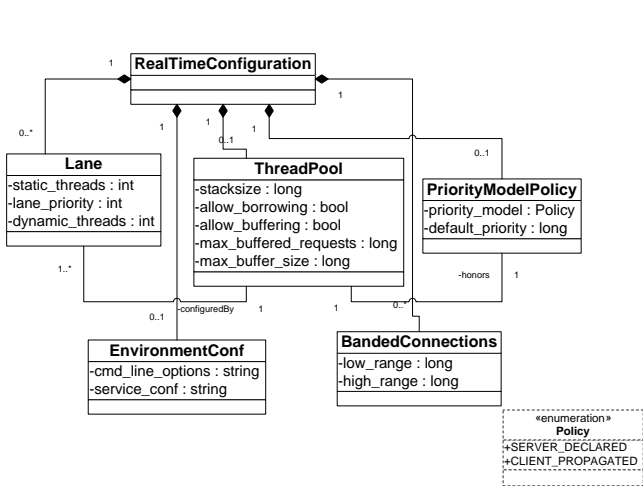 RealTimeConfiguration
1
1
1
1
1
0..*
0..1
0..1
Lane
-static_threads : int
-lane_priority : int
-dynamic_threads : int
ThreadPool
-stacksize : long
-allow_borrowing : bool
-allow_buffering : bool
-max_buffered_requests : long
-max_buffer_size : long
PriorityModelPolicy
-priority_model : Policy
-default_priority : long
1..*
-honors
1
-configuredBy
1
1
0..*
0..1
EnvironmentConf
-cmd_line_options : string
-service_conf : string
BandedConnections
-low_range : long
-high_range : long
«enumeration»
Policy
+SERVER_DECLARED
+CLIENT_PROPAGATED